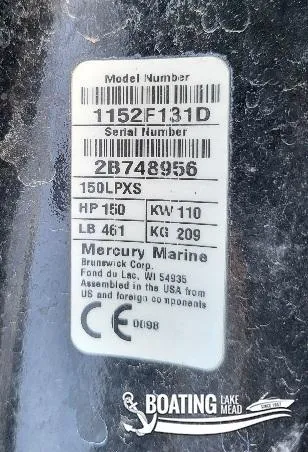 Model Number
1152F131D
Serial Number
2B748956
150LPXS
HP 150 KW 110
LB 461 KG 209
Mercury Marine
Brunswick Corp.
Fond du Lac, WI 54935
Assembled in the USA from
US and foreign components
CE 0098
& BOATING LAKE MEAD
SINCE 1957